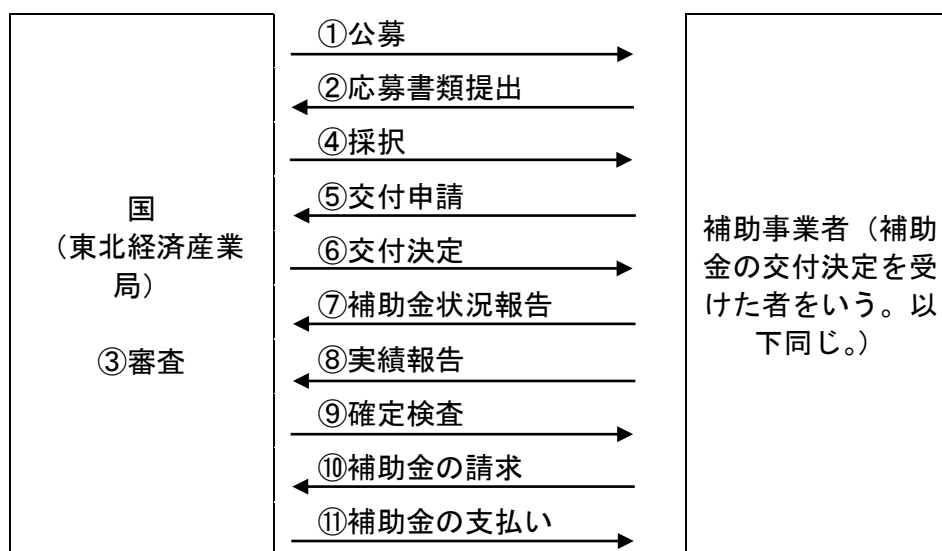 国
（東北経済産業
局）
③審査
①公募
②応募書類提出
④採択
⑤交付申請
⑥交付決定
⑦補助金状況報告
⑧実績報告
⑨確定検査
⑩補助金の請求
⑪補助金の支払い
補助事業者（補助
金の交付決定を受
けた者をいう。以
下同じ。）